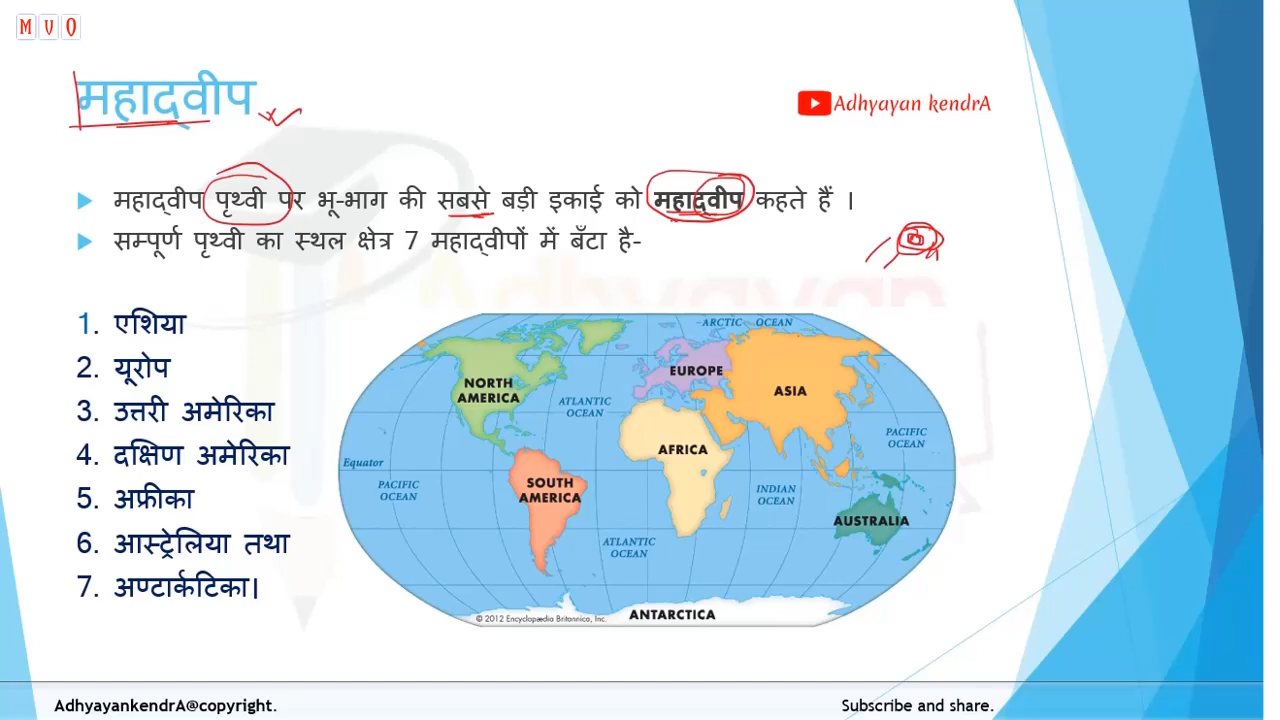 M V O
महाद्वीप
Adhyayan kendrA
महाद्वीप पृथ्वी पर भू-भाग की सबसे बड़ी इकाई को महाद्वीप कहते हैं ।
सम्पूर्ण पृथ्वी का स्थल क्षेत्र 7 महाद्वीपों में बँटा है-
Adhyayan
1. एशिया
2. यूरोप
3. उत्तरी अमेरिका
4. दक्षिण अमेरिका
5. अफ्रीका
6. आस्ट्रेलिया तथा
7. अण्टार्कटिका।
ARCTIC OCEAN
NORTH
AMERICA
EUROPE
ASIA
ATLANTIC
OCEAN
PACIFIC
OCEAN
AFRICA
Equator
PACIFIC
OCEAN
SOUTH
AMERICA
INDIAN
OCEAN
AUSTRALIA
ATLANTIC
OCEAN
ANTARCTICA
© 2012 Encyclopædia Britannica, Inc.
AdhyayankendrA@copyright.
Subscribe and share.